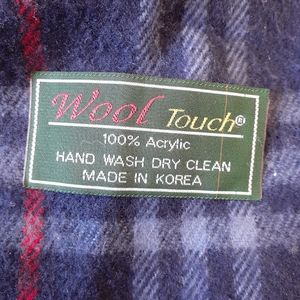 Wool Touch®
100% Acrylic
HAND WASH DRY CLEAN
MADE IN KOREA